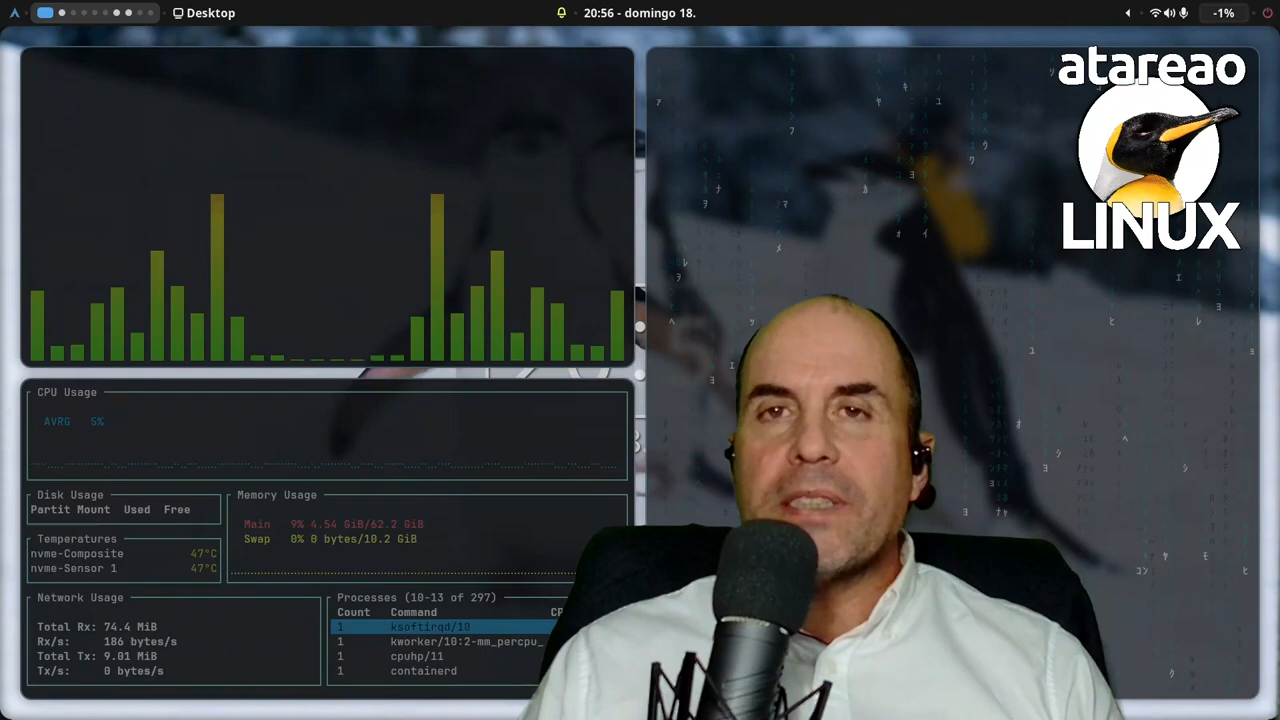 Desktop
20:56 - domingo 18.
-1%
atareao
LINUX
CPU Usage
AVRG 5%
Disk Usage
Partit Mount Used Free
Temperatures
nvme-Composite 47°C
nvme-Sensor 1 47°C
Memory Usage
Main 9% 4.54 GiB/62.2 GiB
Swap 0% 0 bytes/10.2 GiB
Network Usage
Total Rx: 74.4 MiB
Rx/s: 186 bytes/s
Total Tx: 9.01 MiB
Tx/s: 0 bytes/s
Processes (10-13 of 297)
Count Command
1 ksoftirqd/10
1 kworker/10:2-mm_percpu_
1 cpuhp/11
1 containerd